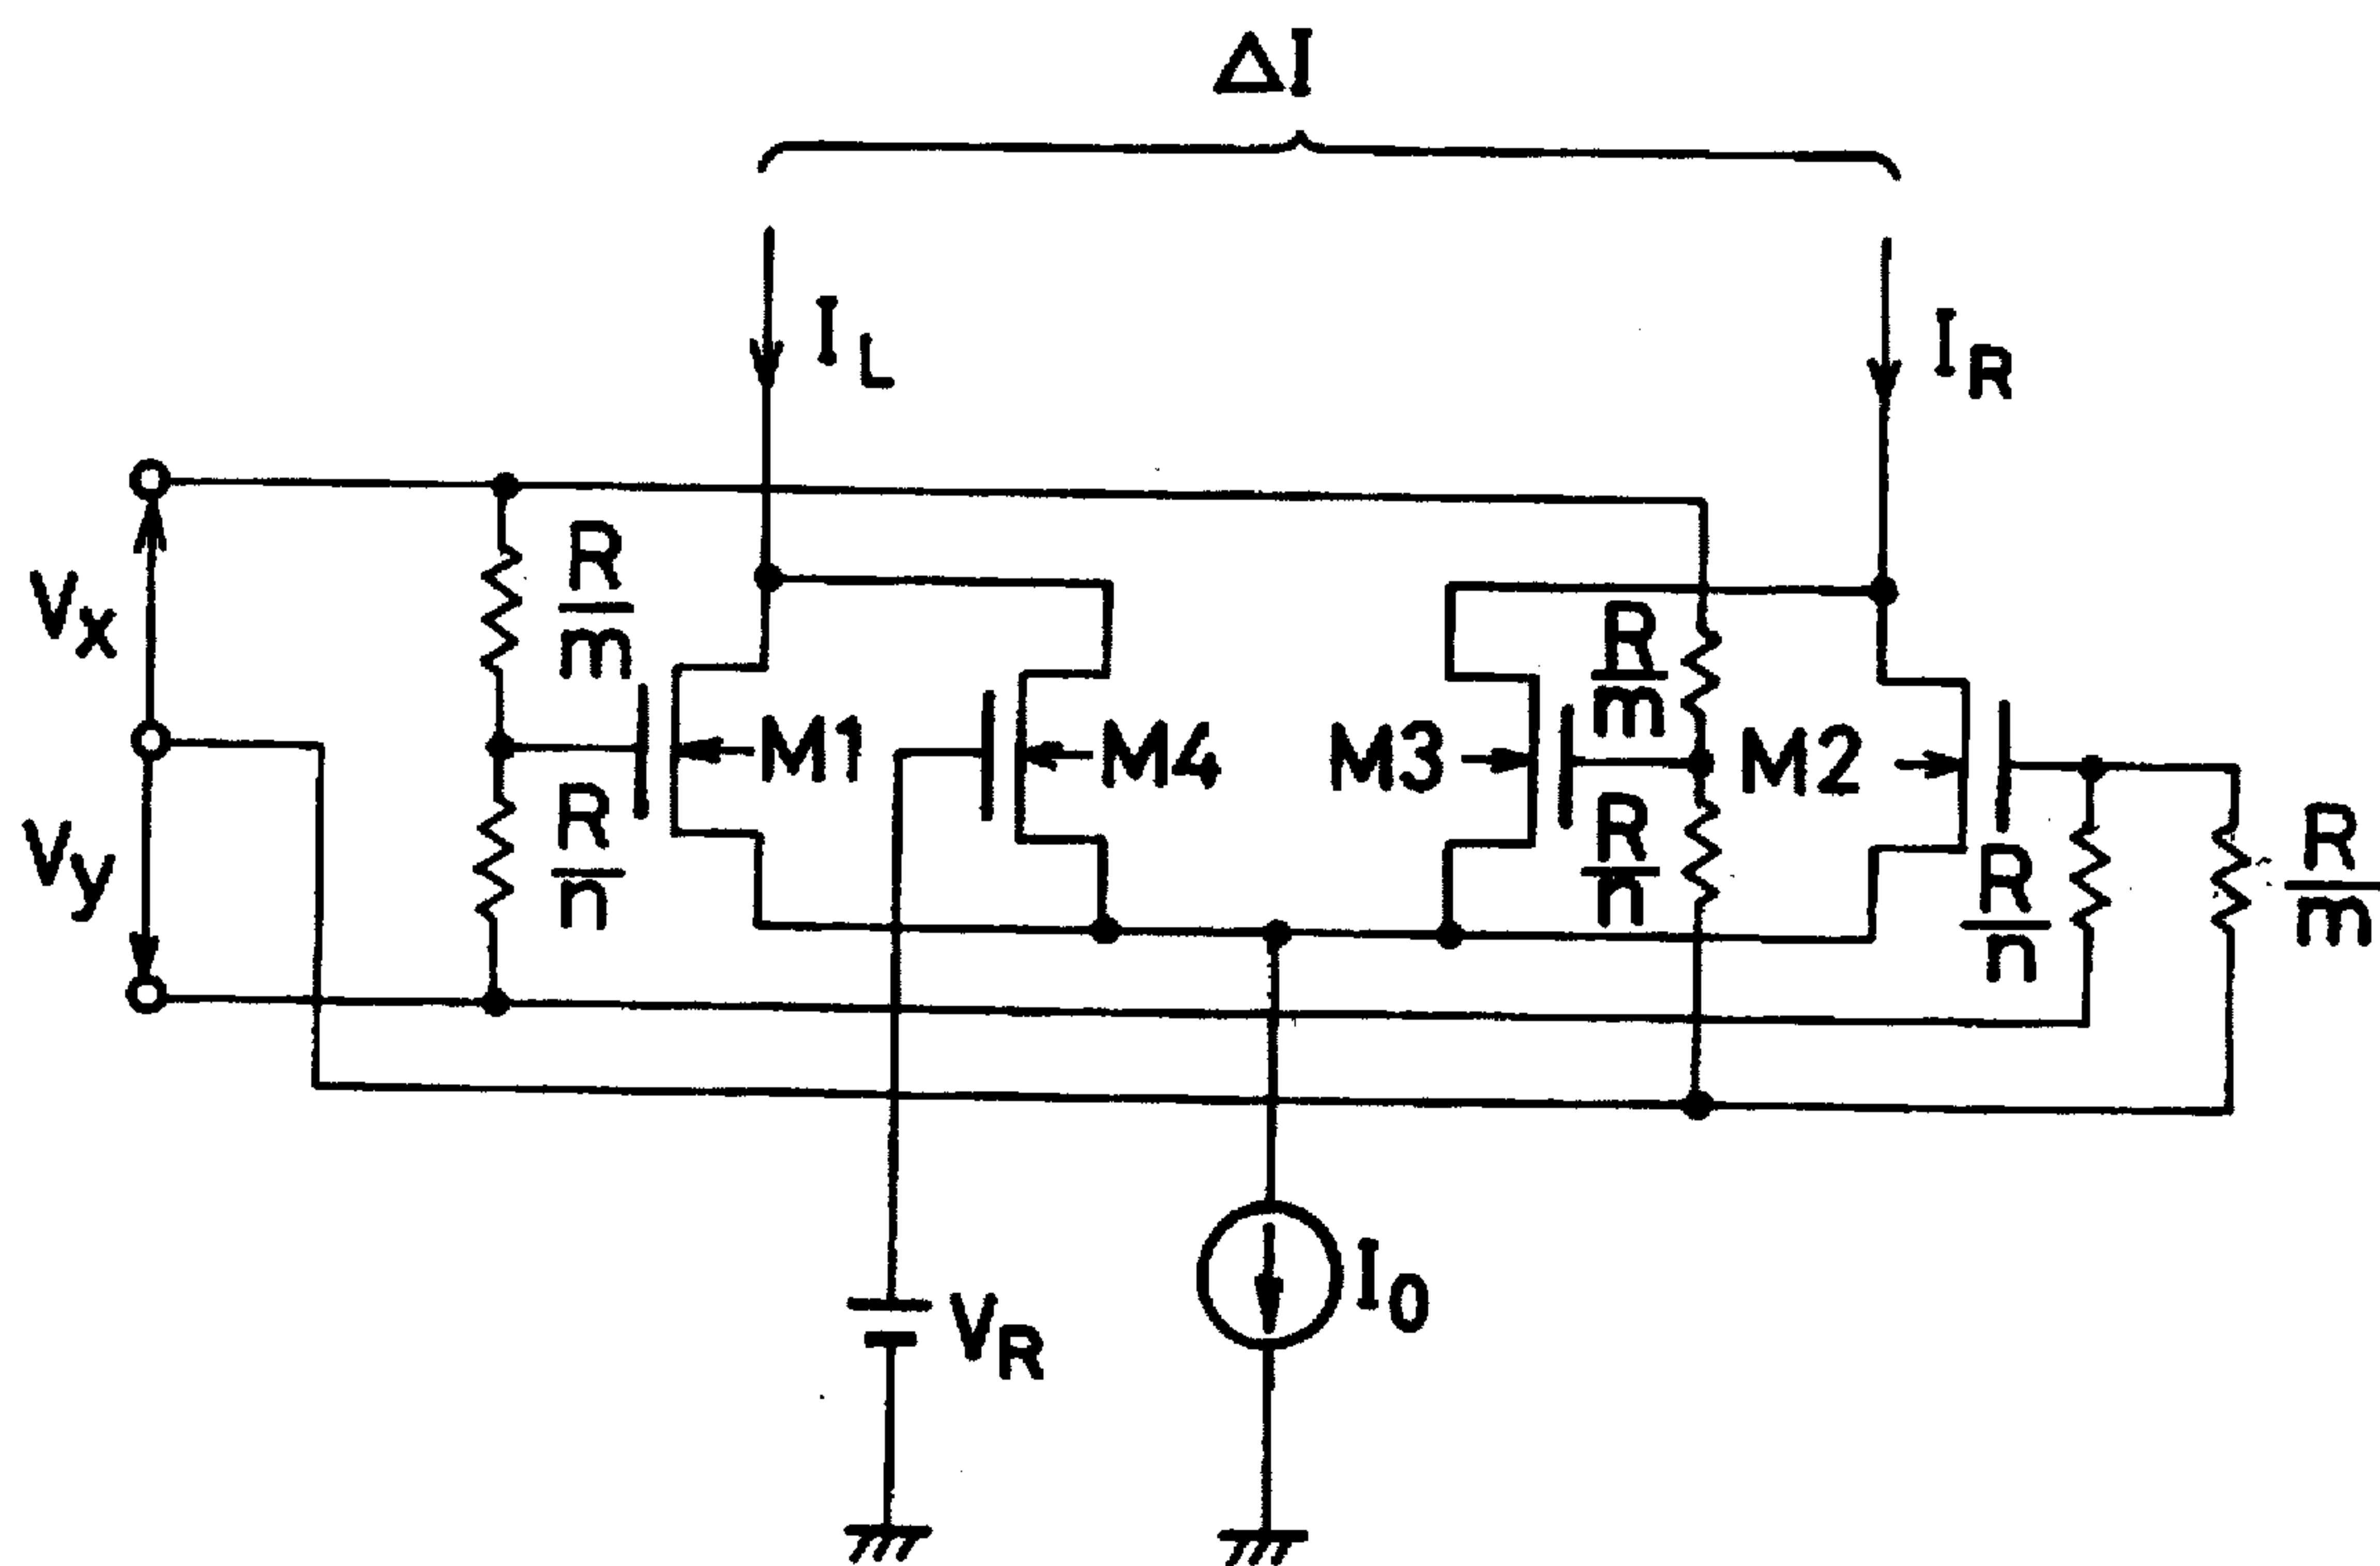 ΔI
I_L
I_R
V_x
R/m
R/m
M1
M4
M3
M2
V_y
R/n
R/n
R/n
R/m
V_R
I_0